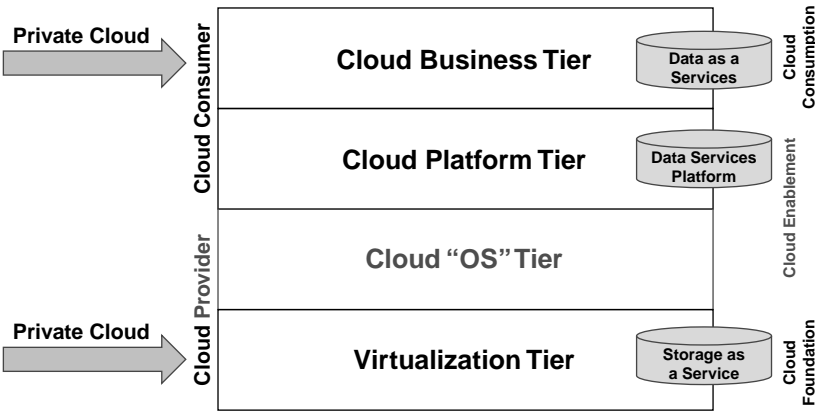 Private Cloud
Cloud Consumer
Cloud Business Tier
Data as a
Services
Cloud
Consumption
Cloud Platform Tier
Data Services
Platform
Cloud Enablement
Cloud Provider
Cloud “OS” Tier
Private Cloud
Virtualization Tier
Storage as
a Service
Cloud
Foundation